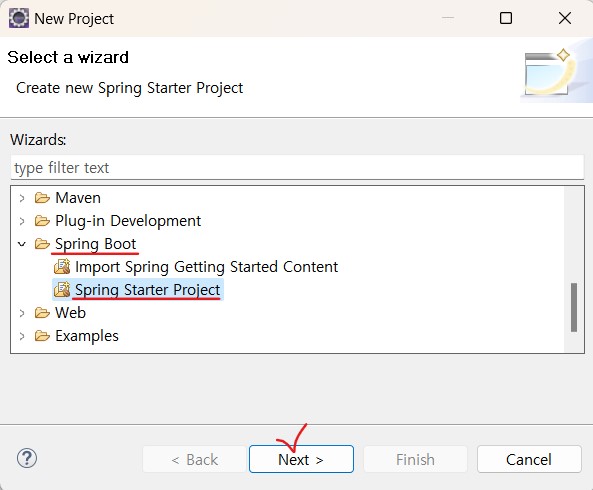 New Project
Select a wizard
Create new Spring Starter Project
Wizards:
type filter text
Maven
Plug-in Development
Spring Boot
Import Spring Getting Started Content
Spring Starter Project
Web
Examples
?
< Back
Next >
Finish
Cancel